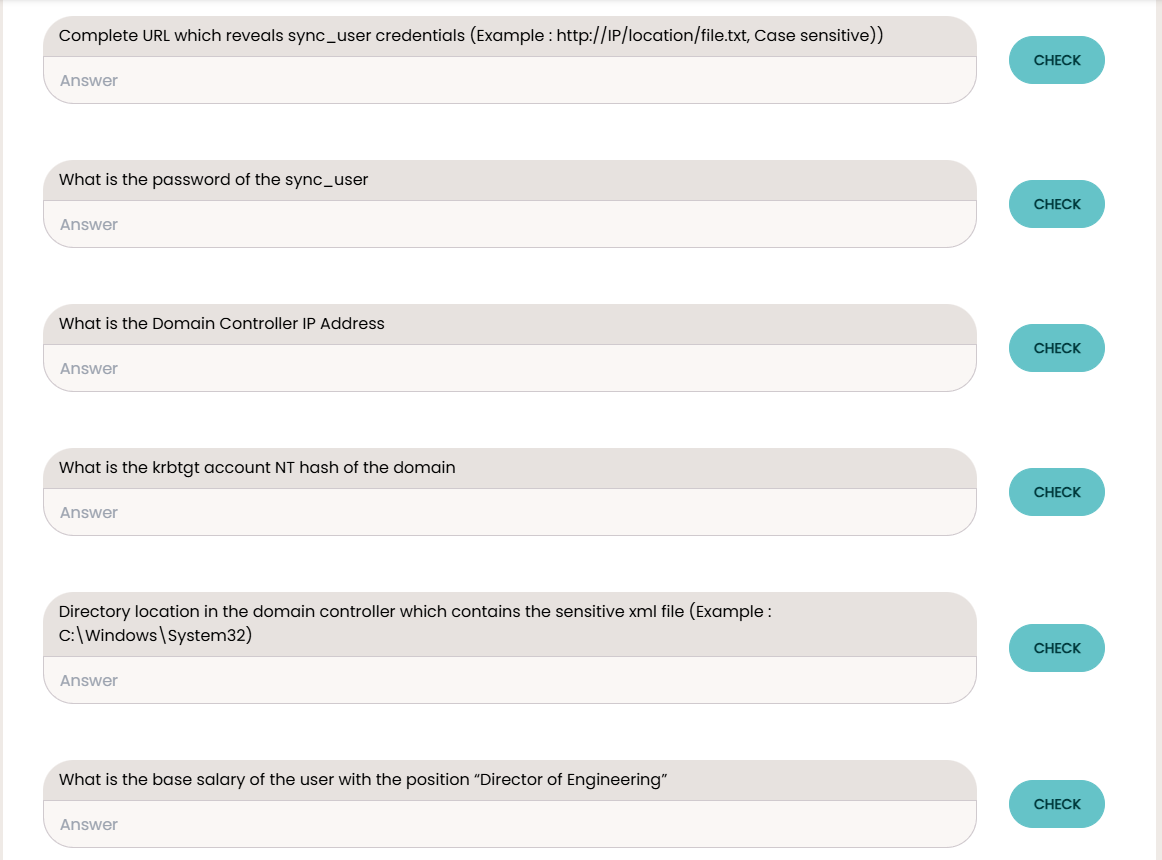 Complete URL which reveals sync_user credentials (Example : http://IP/location/file.txt, Case sensitive))
Answer
CHECK
What is the password of the sync_user
Answer
CHECK
What is the Domain Controller IP Address
Answer
CHECK
What is the krbtgt account NT hash of the domain
Answer
CHECK
Directory location in the domain controller which contains the sensitive xml file (Example :
C:\Windows\System32)
Answer
CHECK
What is the base salary of the user with the position “Director of Engineering”
Answer
CHECK